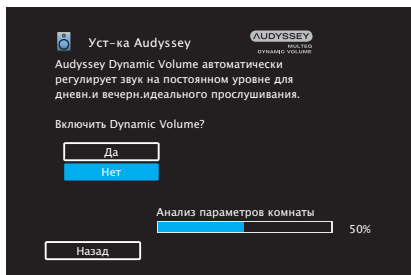 Уст-ка Audyssey
AUDYSSEY
MULTEQ
DYNAMIC VOLUME
Audyssey Dynamic Volume автоматически
регулирует звук на постоянном уровне для
дневн.и вечерн.идеального прослушивания.
Включить Dynamic Volume?
Да
Нет
Анализ параметров комнаты
50%
Назад